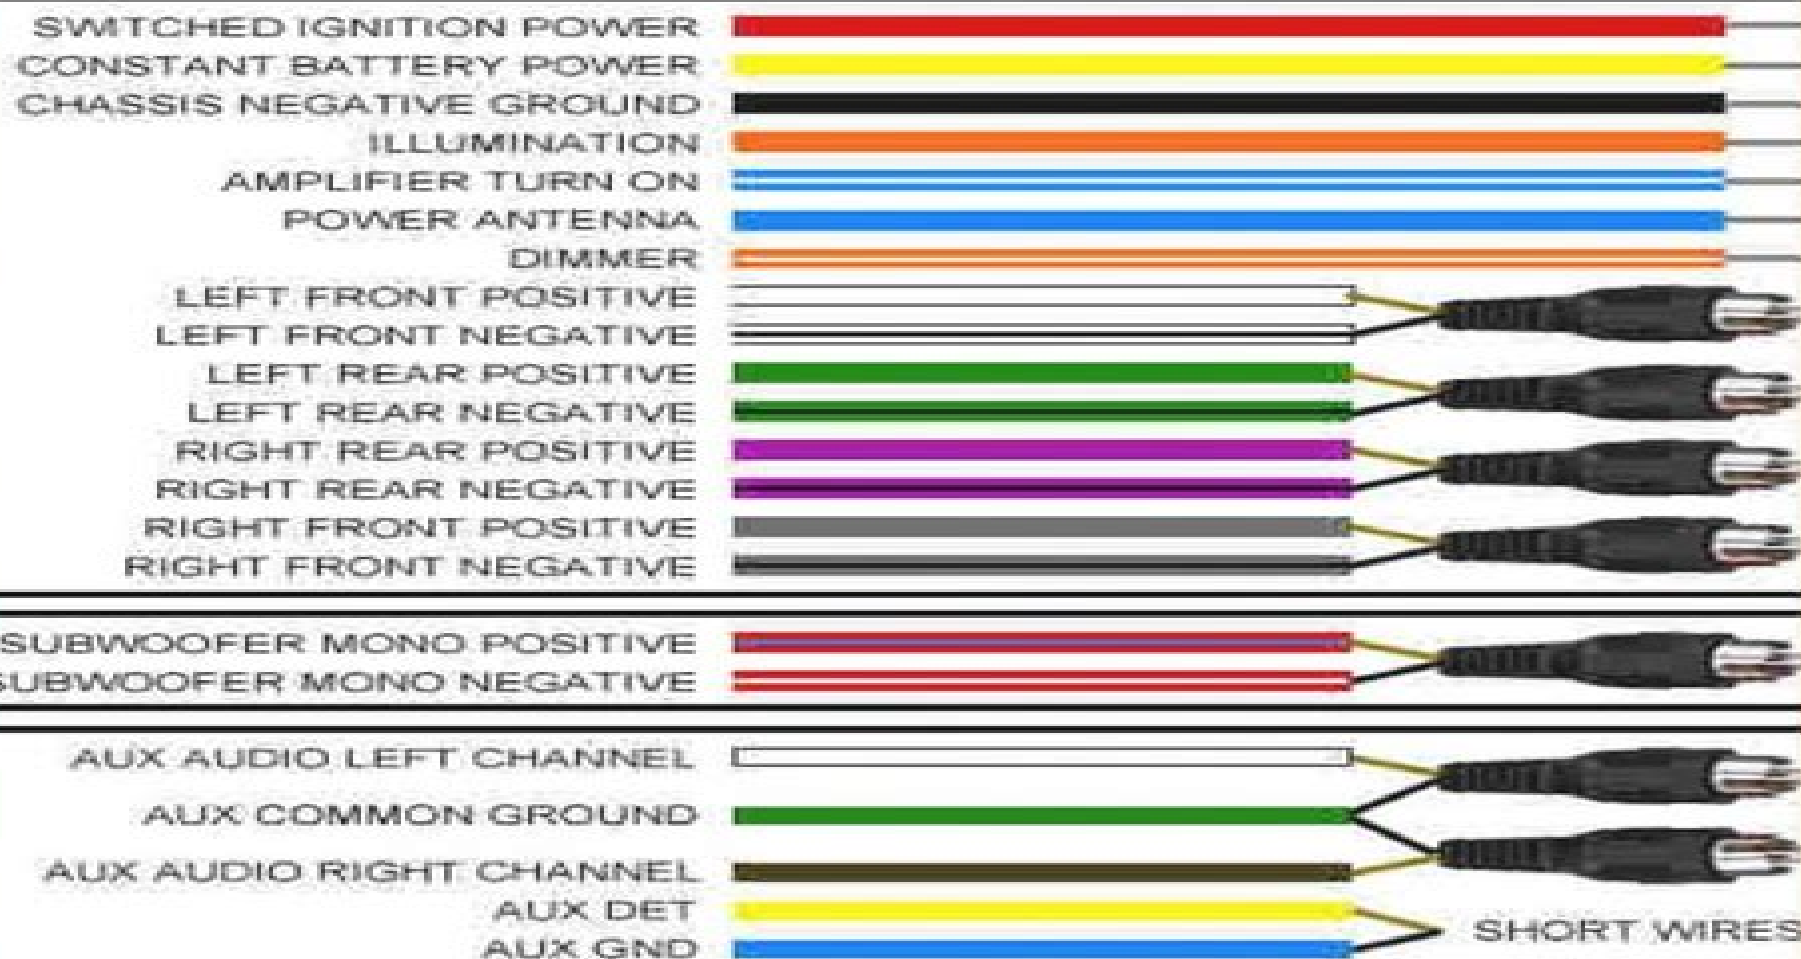 SWITCHED IGNITION POWER
CONSTANT BATTERY POWER
CHASSIS NEGATIVE GROUND
ILLUMINATION
AMPLIFIER TURN ON
POWER ANTENNA
DIMMER
LEFT FRONT POSITIVE
LEFT FRONT NEGATIVE
LEFT REAR POSITIVE
LEFT REAR NEGATIVE
RIGHT REAR POSITIVE
RIGHT REAR NEGATIVE
RIGHT FRONT POSITIVE
RIGHT FRONT NEGATIVE
SUBWOOFER MONO POSITIVE
SUBWOOFER MONO NEGATIVE
AUX AUDIO LEFT CHANNEL
AUX COMMON GROUND
AUX AUDIO RIGHT CHANNEL
AUX DET
SHORT WIRES
AUX GND